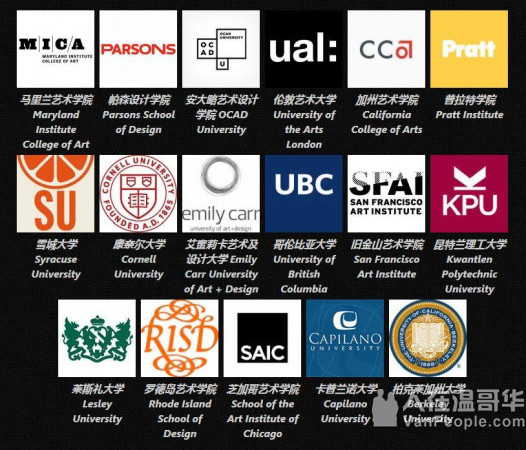 M|I|C|A
MARYLAND INSTITUTE
COLLEGE OF ART
PARSONS
OCAD
UNIVERSITY
OC
AD
U
ual:
CCA
Pratt
马里兰艺术学院
Maryland
Institute
College of Art
帕森设计学院
Parsons School
of Design
安大略艺术设计
学院 OCAD
University
伦敦艺术大学
University of
the Arts
London
加州艺术学院
California
College of Arts
普拉特学院
Pratt Institute
SU
CORNELL UNIVERSITY
FOUNDED A.D. 1865
emily carr
university of art + design
UBC
SFAI
SAN FRANCISCO
ART INSTITUTE
KPU
雪城大学
Syracuse
University
康奈尔大学
Cornell
University
艾蜜莉卡艺术及
设计大学 Emily
Carr University
of Art + Design
哥伦比亚大学
University of
British
Columbia
旧金山艺术学院
San Francisco
Art Institute
昆特兰理工大学
Kwantlen
Polytechnic
University
RISD
SAIC
CAPILANO
UNIVERSITY
THE UNIVERSITY OF CALIFORNIA BERKELEY
1868
莱斯礼大学
Lesley
University
罗德岛艺术学院
Rhode Island
School of
Design
芝加哥艺术学院
School of the
Art Institute of
Chicago
卡普兰诺大学
Capilano
University
柏克莱加州大学
Berkeley
University
人在温哥华
VanPeople.com